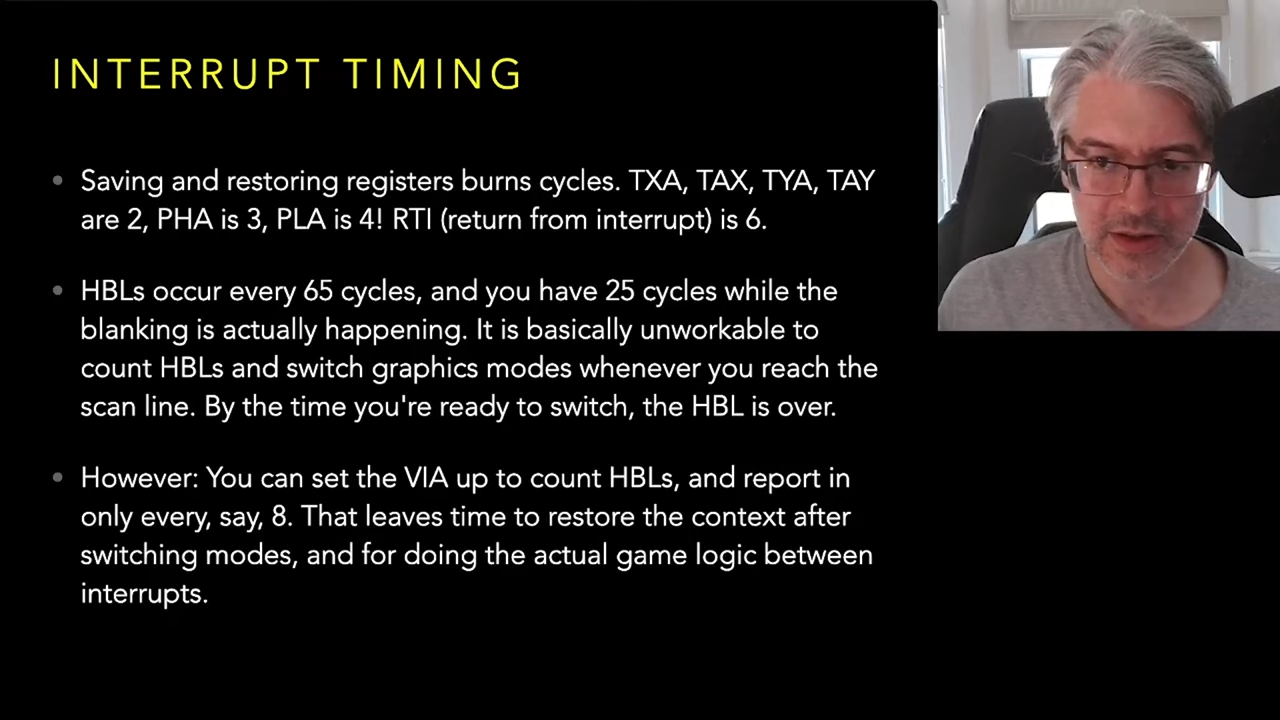 INTERRUPT TIMING
Saving and restoring registers burns cycles. TXA, TAX, TYA, TAY
are 2, PHA is 3, PLA is 4! RTI (return from interrupt) is 6.
HBLs occur every 65 cycles, and you have 25 cycles while the
blanking is actually happening. It is basically unworkable to
count HBLs and switch graphics modes whenever you reach the
scan line. By the time you're ready to switch, the HBL is over.
However: You can set the VIA up to count HBLs, and report in
only every, say, 8. That leaves time to restore the context after
switching modes, and for doing the actual game logic between
interrupts.